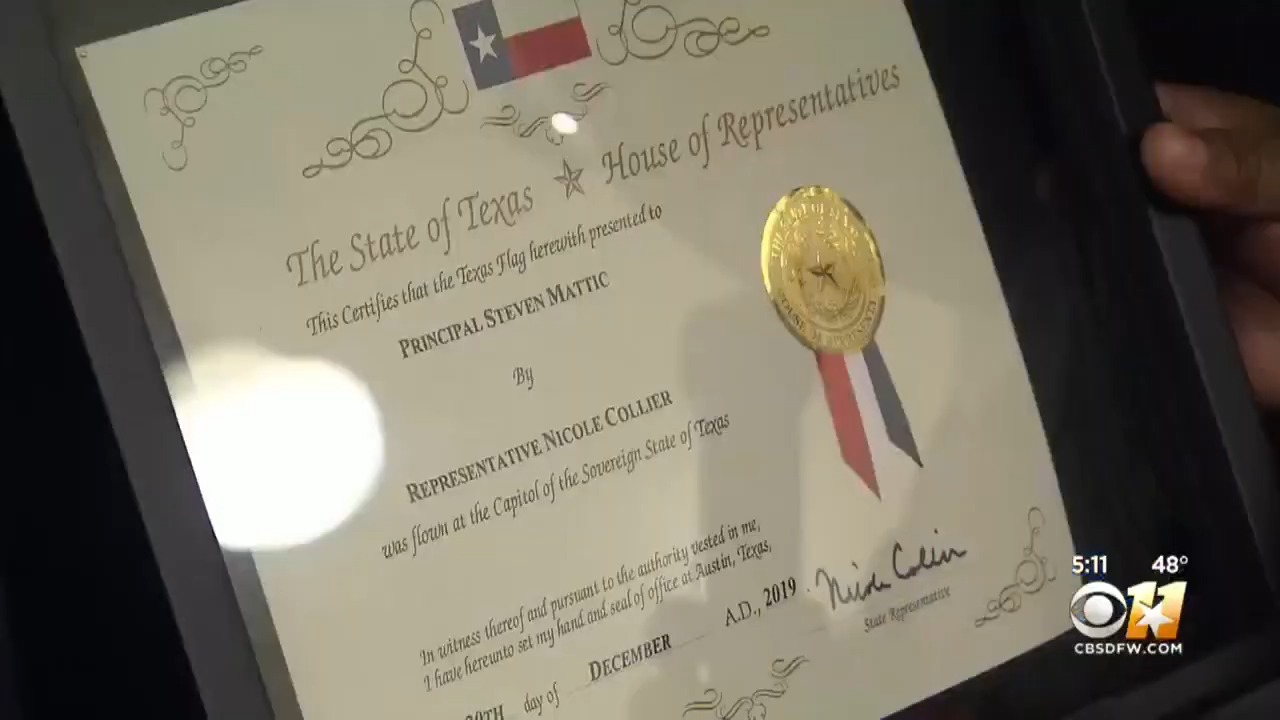 The State of Texas House of Representatives
This Certifies that the Texas Flag herewith presented to
PRINCIPAL STEVEN MATTIC
By
REPRESENTATIVE NICOLE COLLIER
was flown at the Capitol of the Sovereign State of Texas
In witness thereof and pursuant to the authority vested in me,
I have hereunto set my hand and seal of office at Austin, Texas,
day of DECEMBER A.D., 2019 . Nicole Collier
State Representative
5:11 48°
11
CBSDFW.COM